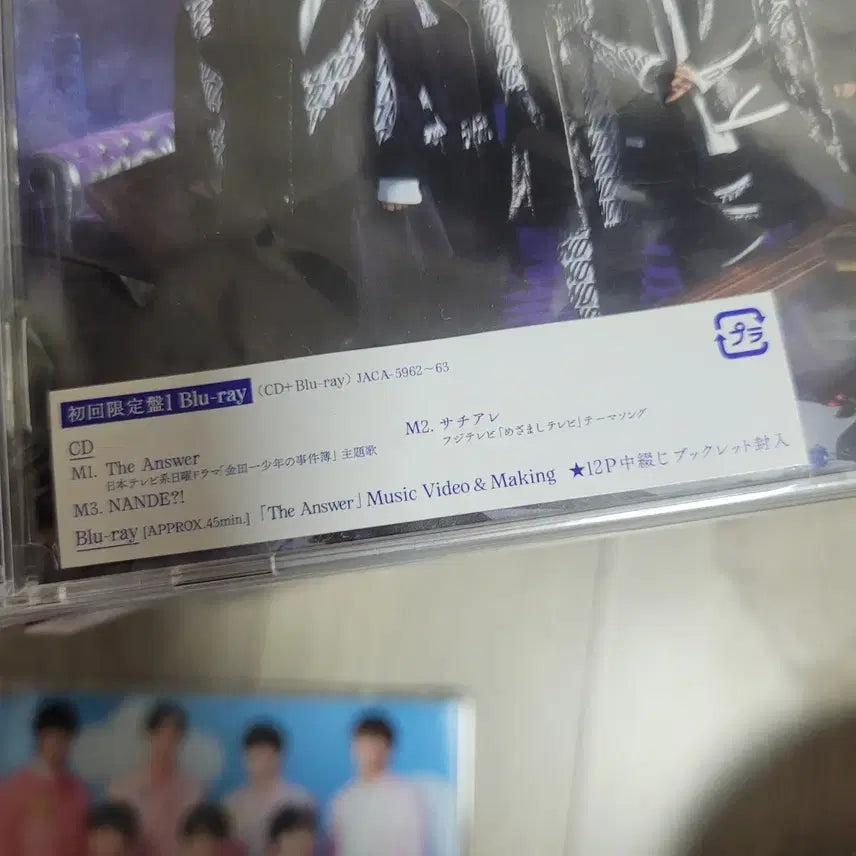 プラ
初回限定盤1 Blu-ray (CD+Blu-ray) JACA-5962~63
CD
M1. The Answer
日本テレビ系日曜ドラマ「金田一少年の事件簿」主題歌
M2. サチアレ
フジテレビ「めざましテレビ」テーマソング
M3. NANDE?!
Blu-ray [APPROX.45min.]「The Answer」Music Video & Making ★12P中綴じブックレット封入